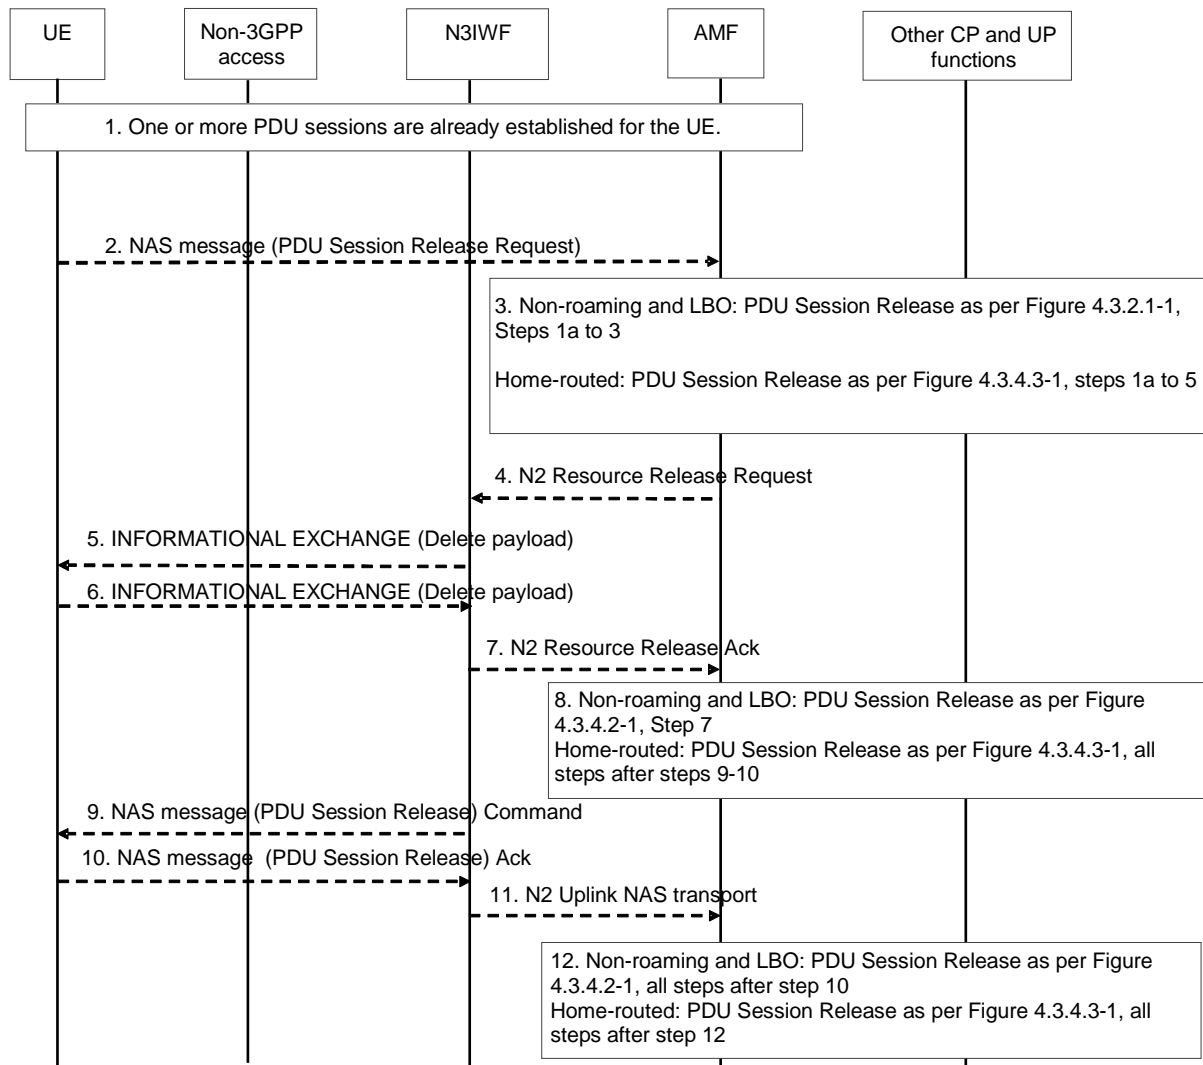 UE
Non-3GPP
access
N3IWF
AMF
Other CP and UP
functions
1. One or more PDU sessions are already established for the UE.
2. NAS message (PDU Session Release Request)
3. Non-roaming and LBO: PDU Session Release as per Figure 4.3.2.1-1,
Steps 1a to 3
Home-routed: PDU Session Release as per Figure 4.3.4.3-1, steps 1a to 5
4. N2 Resource Release Request
5. INFORMATIONAL EXCHANGE (Delete payload)
6. INFORMATIONAL EXCHANGE (Delete payload)
7. N2 Resource Release Ack
8. Non-roaming and LBO: PDU Session Release as per Figure
4.3.4.2-1, Step 7
Home-routed: PDU Session Release as per Figure 4.3.4.3-1, all
steps after steps 9-10
9. NAS message (PDU Session Release) Command
10. NAS message (PDU Session Release) Ack
11. N2 Uplink NAS transport
12. Non-roaming and LBO: PDU Session Release as per Figure
4.3.4.2-1, all steps after step 10
Home-routed: PDU Session Release as per Figure 4.3.4.3-1, all
steps after step 12